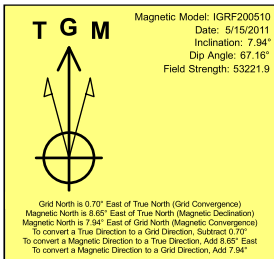 T G M
Magnetic Model: IGRF200510
Date: 5/15/2011
Inclination: 7.94°
Dip Angle: 67.16°
Field Strength: 53221.9
Grid North is 0.70° East of True North (Grid Convergence)
Magnetic North is 8.65° East of True North (Magnetic Declination)
Magnetic North is 7.94° East of Grid North (Magnetic Convergence)
To convert a True Direction to a Grid Direction, Subtract 0.70°
To convert a Magnetic Direction to a True Direction, Add 8.65° East
To convert a Magnetic Direction to a Grid Direction, Add 7.94°